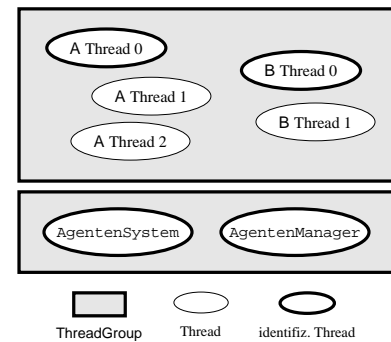 A Thread 0
B Thread 0
A Thread 1
B Thread 1
A Thread 2
AgentenSystem
AgentenManager
ThreadGroup
Thread
identifiz. Thread